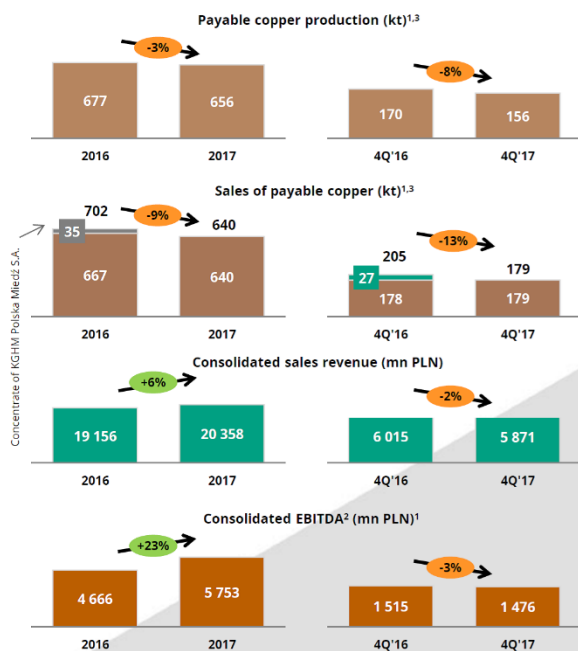 Payable copper production (kt)¹,³
-3%
-8%
677
656
170
156
2016
2017
4Q'16
4Q'17
Sales of payable copper (kt)¹,³
702
-9%
640
35
667
640
205
-13%
179
27
178
179
2016
2017
4Q'16
4Q'17
Concentrate of KGHM Polska Miedź S.A.
Consolidated sales revenue (mn PLN)
+6%
-2%
19 156
20 358
6 015
5 871
2016
2017
4Q'16
4Q'17
Consolidated EBITDA² (mn PLN)¹
+23%
-3%
4 666
5 753
1 515
1 476
2016
2017
4Q'16
4Q'17